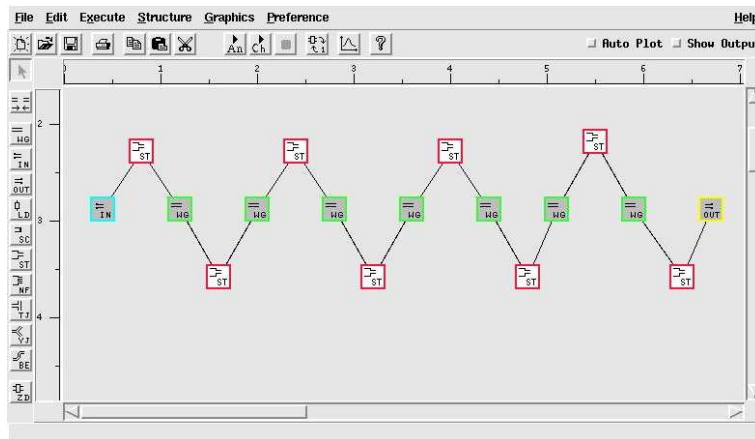 File Edit Execute Structure Graphics Preference Help
An Ch Auto Plot Show Outpu
1 2 3 4 5 6 7
WG
IN
OUT
LD
SC
ST
NF
TJ
YJ
BE
ZD
2
3
4
ST ST ST ST
IN WG WG WG WG WG WG WG OUT
ST ST ST ST